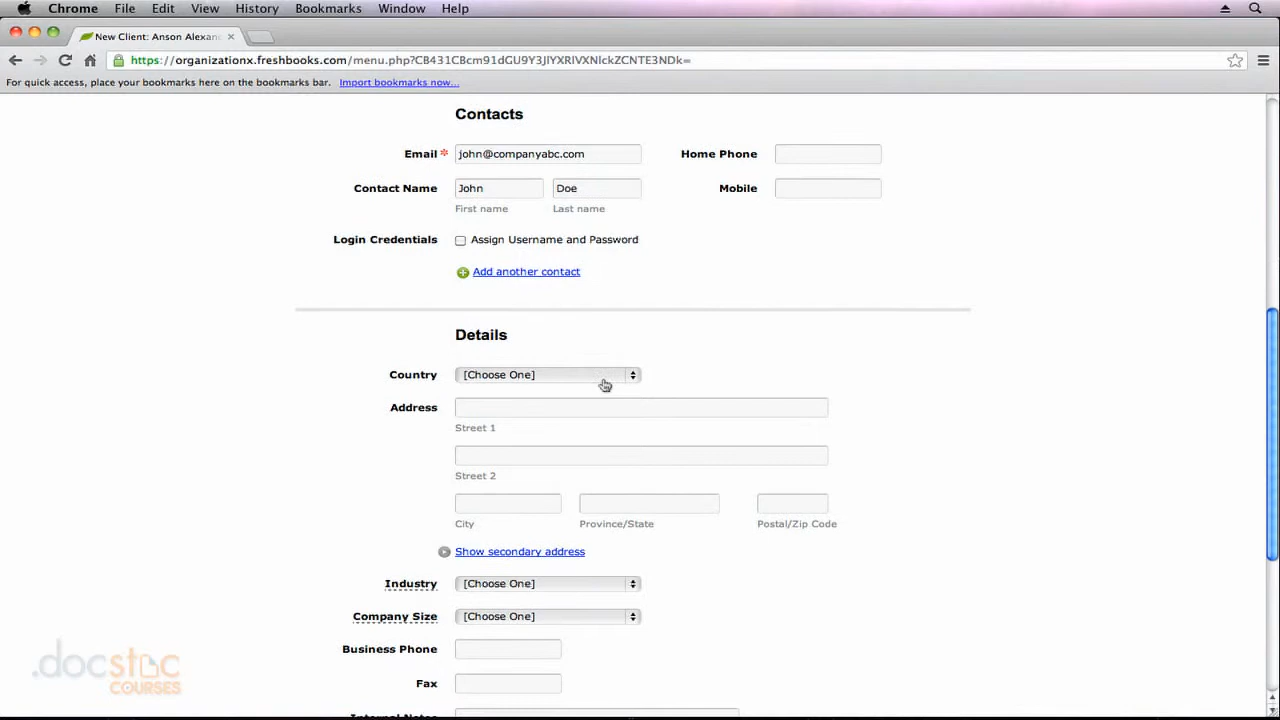 Chrome File Edit View History Bookmarks Window Help
New Client: Anson Alexan
https://organizationx.freshbooks.com/menu.php?CB431CBcm91dGU9Y3JlYXRlVXNlckZCNTE3NDk=
For quick access, place your bookmarks here on the bookmarks bar. Import bookmarks now...
Contacts
Email * john@companyabc.com Home Phone
Contact Name John Doe Mobile
First name Last name
Login Credentials Assign Username and Password
Add another contact
Details
Country [Choose One]
Address
Street 1
Street 2
City Province/State Postal/Zip Code
Show secondary address
Industry [Choose One]
Company Size [Choose One]
Business Phone
Fax
Internal Notes
.docstoc
COURSES